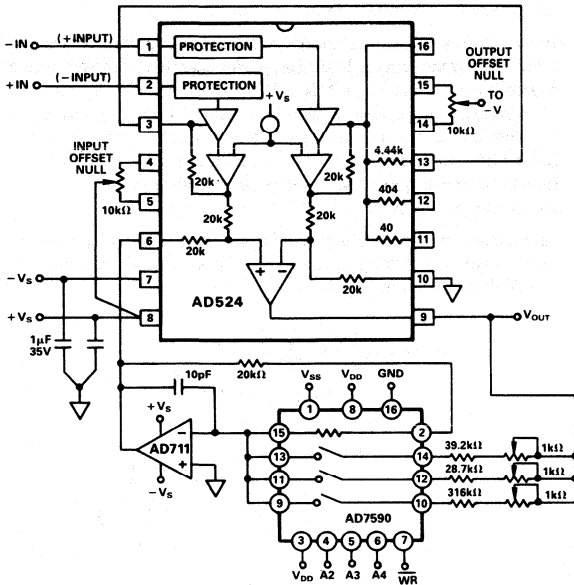 −IN (+INPUT)
+IN (−INPUT)
1 PROTECTION
2 PROTECTION
+VS
16
OUTPUT
OFFSET
NULL
15
TO
−V
14
10kΩ
3
INPUT
OFFSET
NULL
4
10kΩ
5
20k
20k
4.44k
13
404
12
40
11
20k
20k
6
20k
20k
10
−VS
7
+VS
8
AD524
+ −
9
VOUT
1μF
35V
20kΩ
10pF
+VS
AD711
−
+
−VS
VSS
VDD
GND
1
8
16
15
2
13
14
39.2kΩ
1kΩ
11
12
28.7kΩ
1kΩ
9
10
316kΩ
1kΩ
AD7590
3
4
5
6
7
VDD
A2
A3
A4
WR